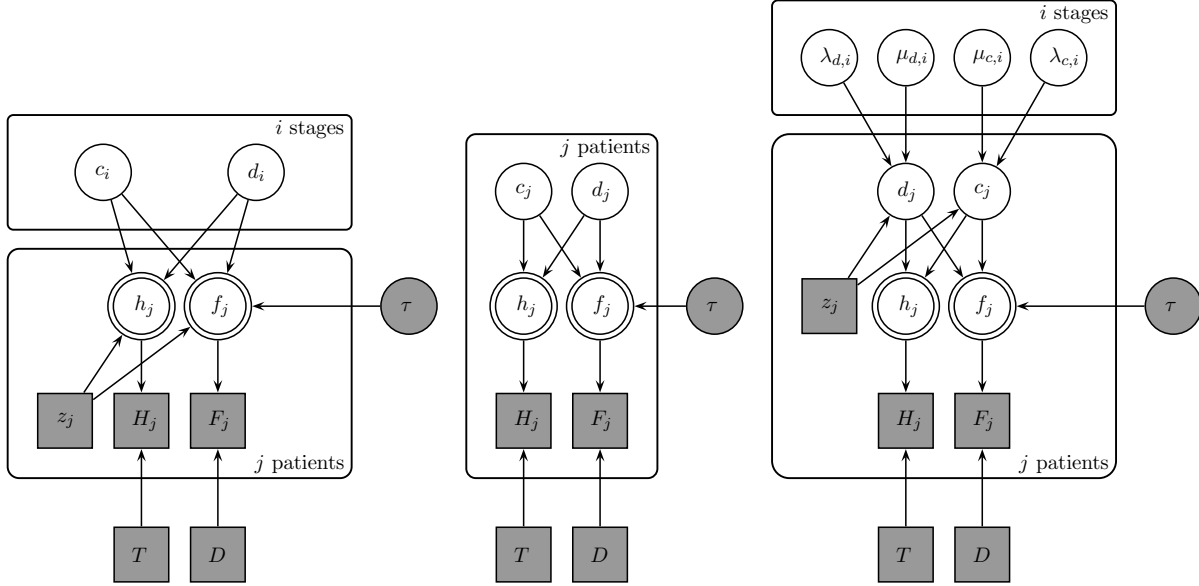 i stages
c_i
d_i
h_j
f_j
τ
z_j
H_j
F_j
j patients
T
D
j patients
c_j
d_j
h_j
f_j
τ
H_j
F_j
T
D
i stages
λ_{d,i}
μ_{d,i}
μ_{c,i}
λ_{c,i}
d_j
c_j
z_j
h_j
f_j
τ
H_j
F_j
j patients
T
D